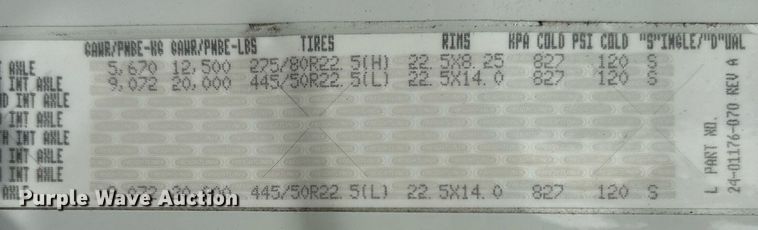 GAWR/PNBE-KG GAWR/PNBE-LBS TIRES RIMS KPA COLD PSI COLD "S"INGLE/"D"UAL
T AXLE 5,670 12,500 275/80R22.5(H) 22.5X8.25 827 120 S
T INT AXLE 9,072 20,000 445/50R22.5(L) 22.5X14.0 827 120 S
D INT AXLE
INT AXLE
H INT AXLE
INT AXLE
INT AXLE
AXLE 445/50R22.5(L) 22.5X14.0 827 120 S
L PART NO.
24-01176-070 REV A
Purple Wave Auction